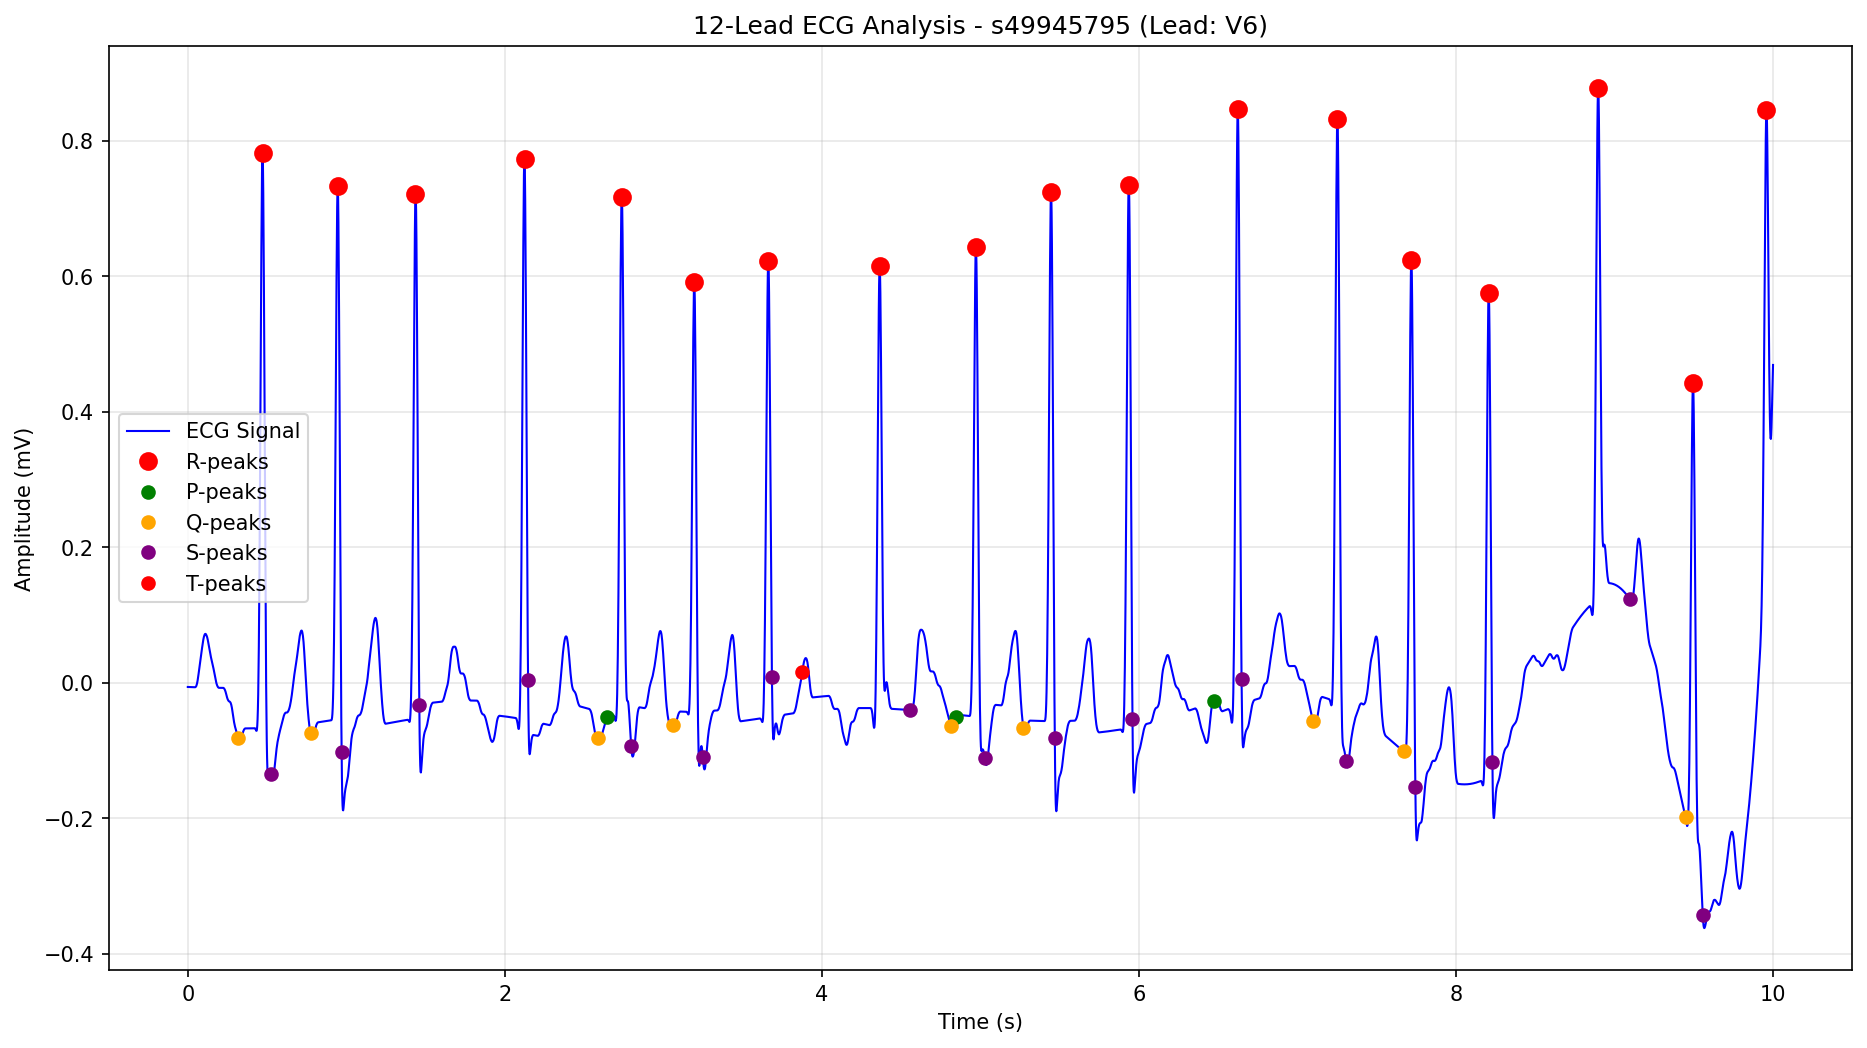 12-Lead ECG Analysis - s49945795 (Lead: V6)
Amplitude (mV)
0.8
0.6
0.4
0.2
0.0
−0.2
−0.4
ECG Signal
R-peaks
P-peaks
Q-peaks
S-peaks
T-peaks
0 2 4 6 8 10
Time (s)